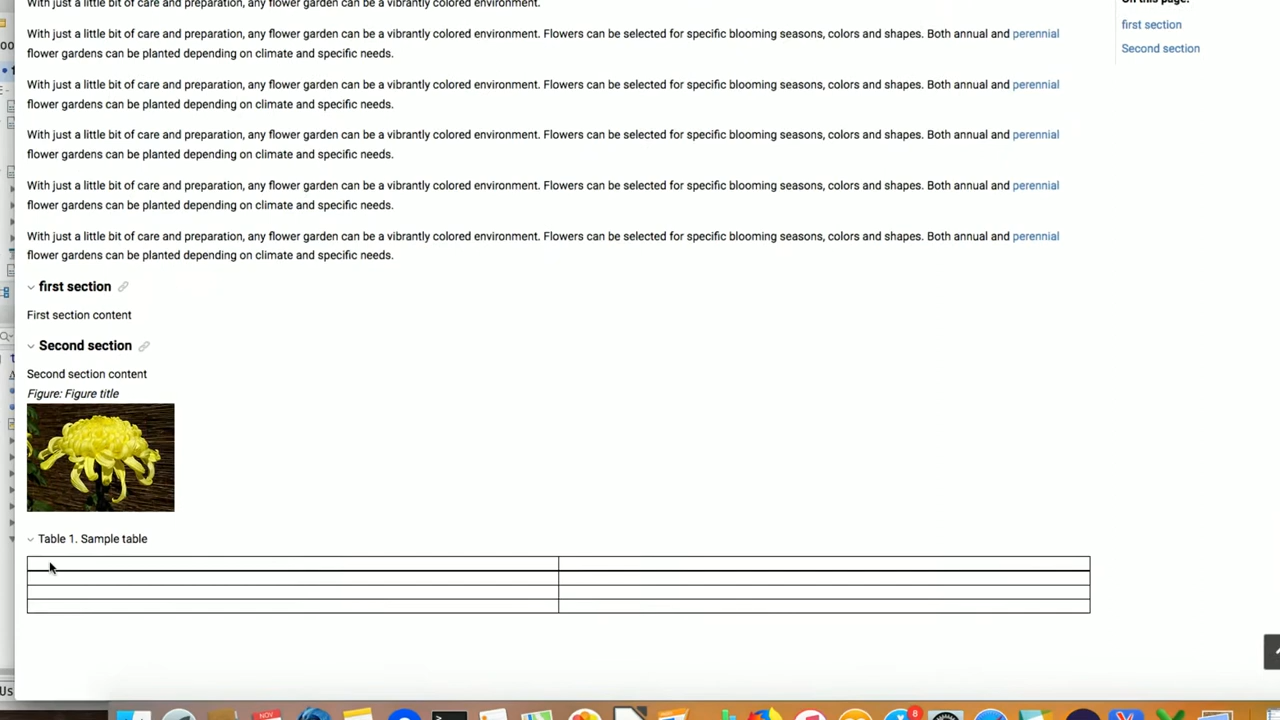 With just a little bit of care and preparation, any flower garden can be a vibrantly colored environment.
With just a little bit of care and preparation, any flower garden can be a vibrantly colored environment. Flowers can be selected for specific blooming seasons, colors and shapes. Both annual and perennial
flower gardens can be planted depending on climate and specific needs.
With just a little bit of care and preparation, any flower garden can be a vibrantly colored environment. Flowers can be selected for specific blooming seasons, colors and shapes. Both annual and perennial
flower gardens can be planted depending on climate and specific needs.
With just a little bit of care and preparation, any flower garden can be a vibrantly colored environment. Flowers can be selected for specific blooming seasons, colors and shapes. Both annual and perennial
flower gardens can be planted depending on climate and specific needs.
With just a little bit of care and preparation, any flower garden can be a vibrantly colored environment. Flowers can be selected for specific blooming seasons, colors and shapes. Both annual and perennial
flower gardens can be planted depending on climate and specific needs.
With just a little bit of care and preparation, any flower garden can be a vibrantly colored environment. Flowers can be selected for specific blooming seasons, colors and shapes. Both annual and perennial
flower gardens can be planted depending on climate and specific needs.
first section
First section content
Second section
Second section content
Figure: Figure title
Table 1. Sample table
On this page:
first section
Second section
Us
NOV
8